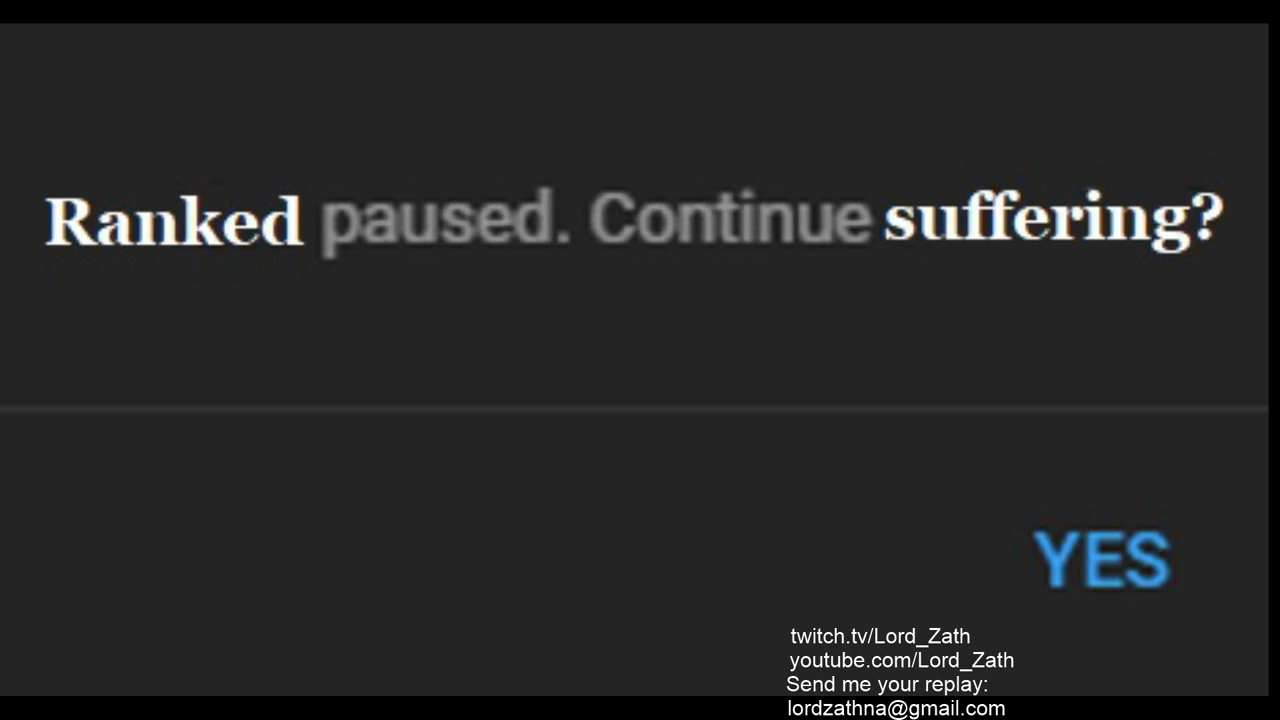 Ranked paused. Continue suffering?
YES
twitch.tv/Lord_Zath
youtube.com/Lord_Zath
Send me your replay:
lordzathna@gmail.com